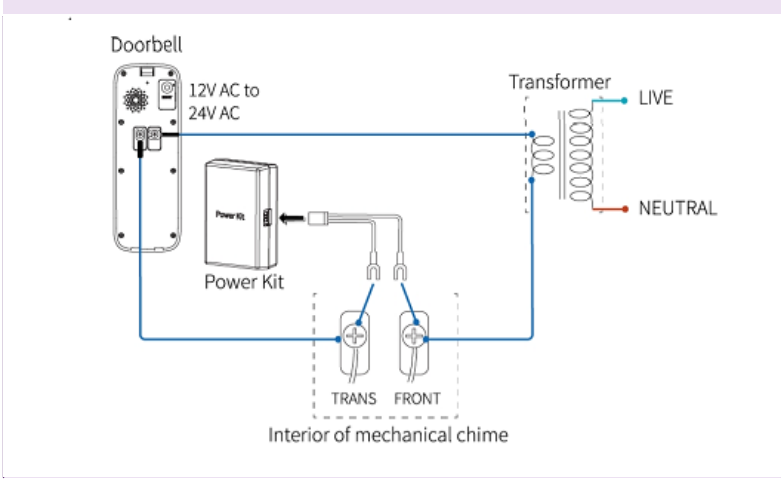 Doorbell
12V AC to
24V AC
Transformer
LIVE
NEUTRAL
Power Kit
Power Kit
TRANS
FRONT
Interior of mechanical chime